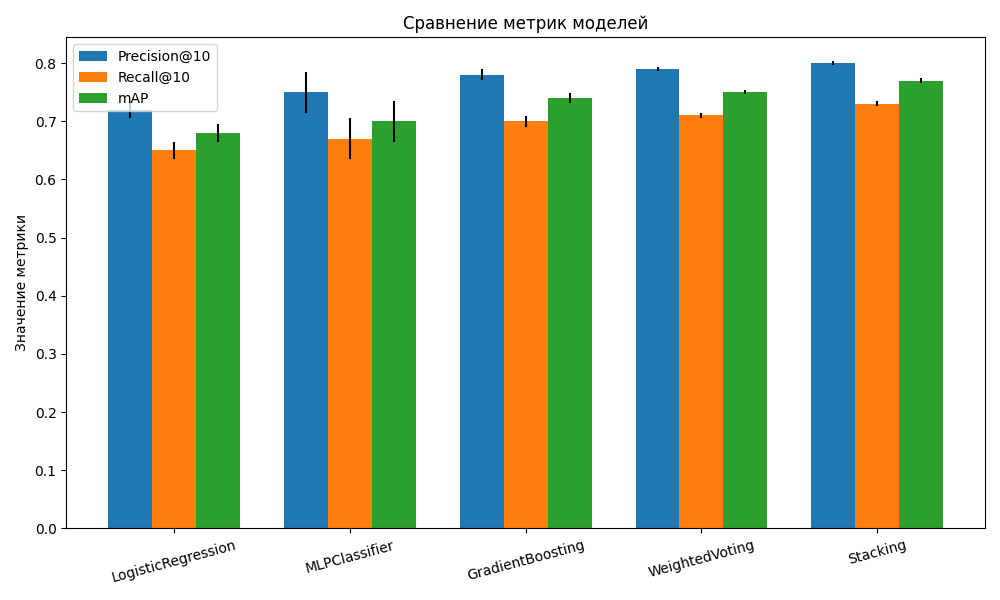 Сравнение метрик моделей
Precision@10
Recall@10
mAP
Значение метрики
0.8
0.7
0.6
0.5
0.4
0.3
0.2
0.1
0.0
LogisticRegression
MLPClassifier
GradientBoosting
WeightedVoting
Stacking